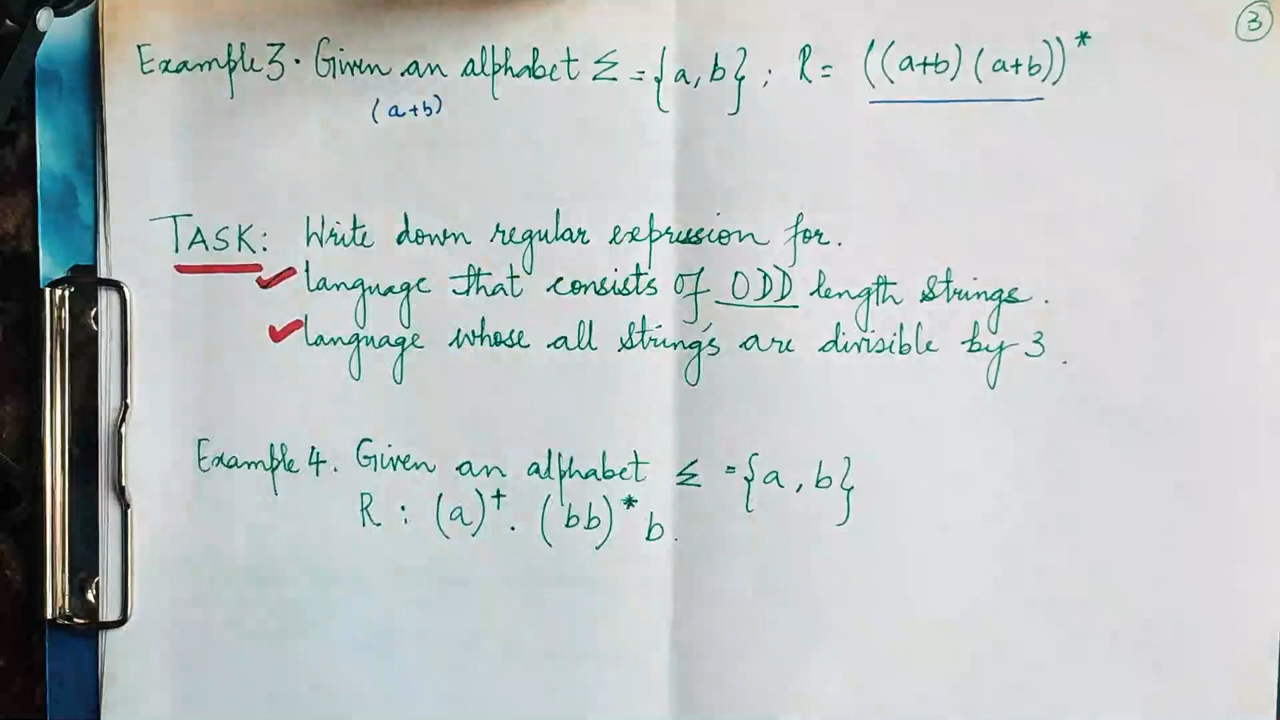 3
Example 3. Given an alphabet Σ = {a, b}; R = ((a+b) (a+b))*
(a+b)
TASK: Write down regular expression for.
language that consists of ODD length strings.
language whose all strings are divisible by 3.
Example 4. Given an alphabet Σ = {a, b}
R : (a)⁺. (bb)* b.